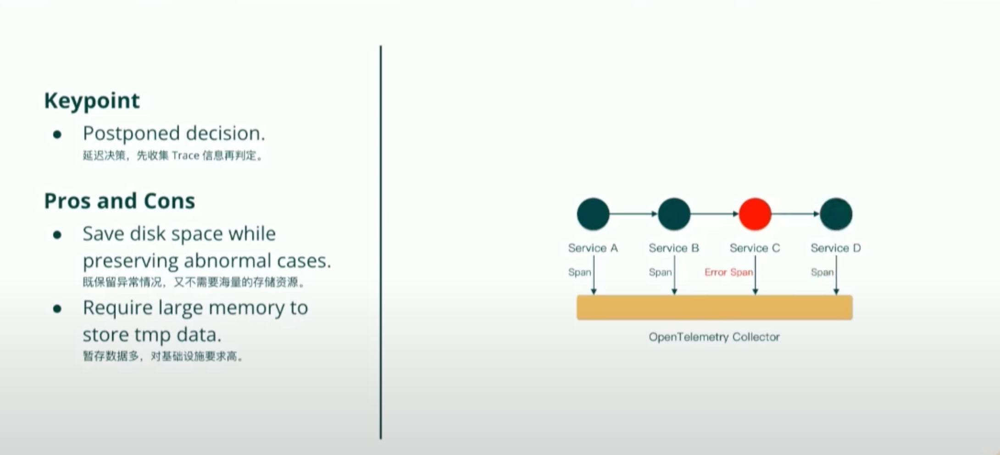 Keypoint
Postponed decision.
延迟决策，先收集 Trace 信息再判定。
Pros and Cons
Save disk space while
preserving abnormal cases.
既保留异常情况，又不需要海量的存储资源。
Require large memory to
store tmp data.
暂存数据多，对基础设施要求高。
Service A Service B Service C Service D
Span Span Error Span Span
OpenTelemetry Collector